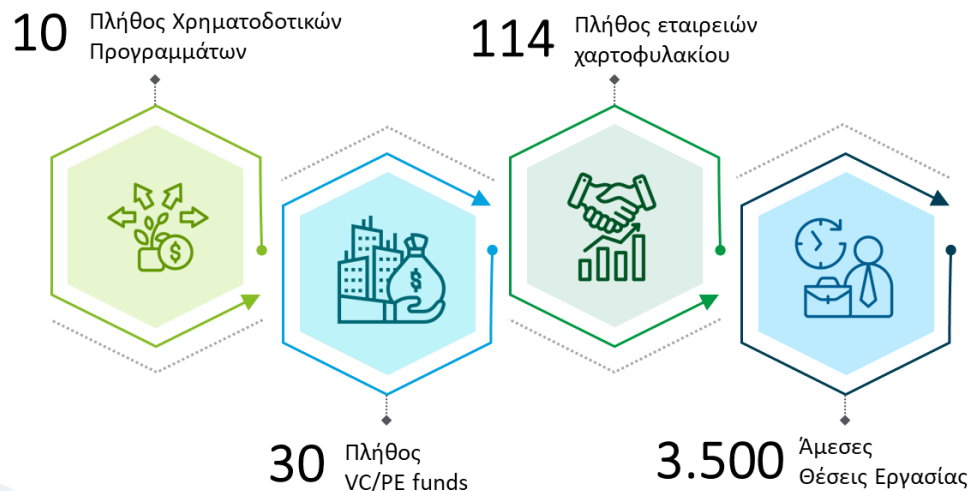 10
Πλήθος Χρηματοδοτικών
Προγραμμάτων
114
Πλήθος εταιρειών
χαρτοφυλακίου
$
$
30
Πλήθος
VC/PE funds
3.500
Άμεσες
Θέσεις Εργασίας